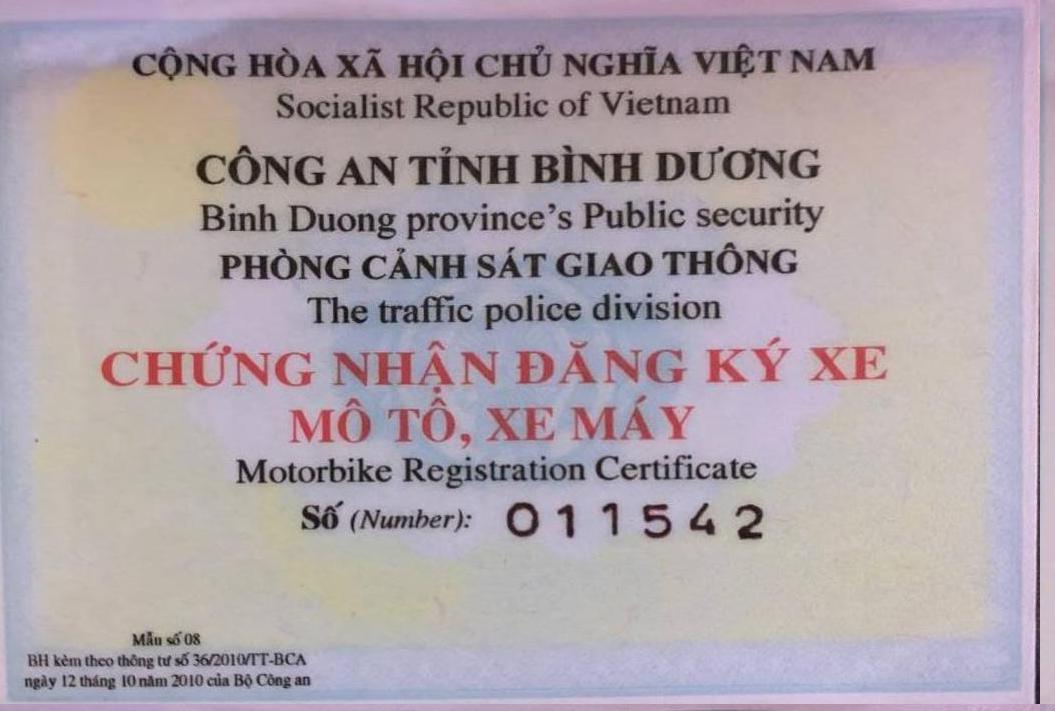 CỘNG HÒA XÃ HỘI CHỦ NGHĨA VIỆT NAM
Socialist Republic of Vietnam
CÔNG AN TỈNH BÌNH DƯƠNG
Binh Duong province's Public security
PHÒNG CẢNH SÁT GIAO THÔNG
The traffic police division
CHỨNG NHẬN ĐĂNG KÝ XE
MÔ TÔ, XE MÁY
Motorbike Registration Certificate
Số (Number): 011542
Mẫu số 08
BH kèm theo thông tư số 36/2010/TT-BCA
ngày 12 tháng 10 năm 2010 của Bộ Công an